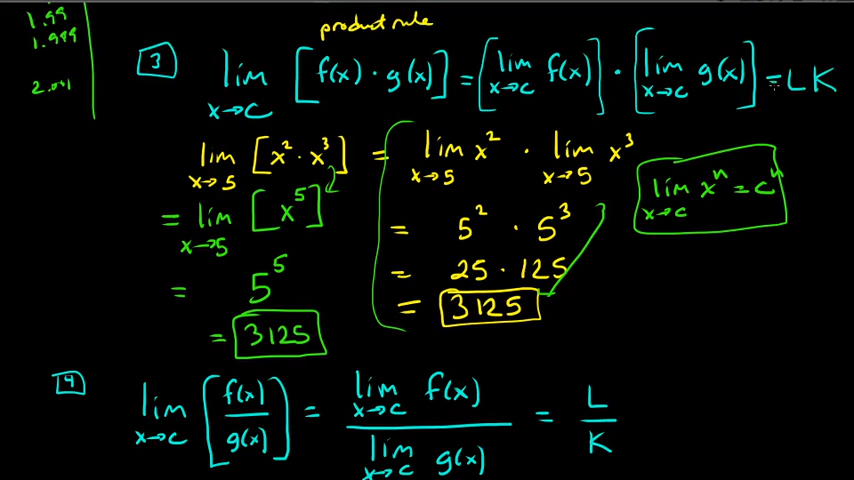 1.99
1.999
2.001
product rule
3 lim x→c [f(x) · g(x)] = [lim x→c f(x)] · [lim x→c g(x)] = LK
lim x→5 [x² · x³] = lim x→5 x² · lim x→5 x³
= lim x→5 [x⁵]
lim x→c xⁿ = cⁿ
= 5² · 5³
= 5⁵
= 25 · 125
= 3125
= 3125
4 lim x→c [f(x)/g(x)] = lim x→c f(x) / lim x→c g(x) = L/K